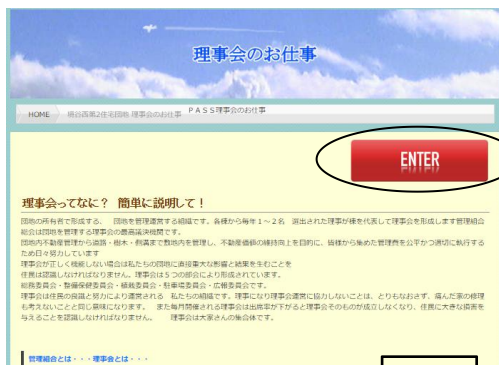 理事会のお仕事
HOME 桶谷西第2住宅団地 理事会のお仕事 PASS理事会のお仕事
ENTER
理事会ってなに？ 簡単に説明して！
団地の所有者で形成する、 団地を管理運営する組織です。各棟から毎年１～２名 選出された理事が棟を代表して理事会を形成します管理組合
総会は団地を管理する理事会の最高議決機関です。
団地内不動産管理から道路・樹木・側溝まで敷地内を管理し、不動産価値の維持向上を目的に、皆様から集めた管理費を公平かつ適切に執行する
ため日々努力しています
理事会が正しく機能しない場合は私たちの団地に直接重大な影響と結果を生むことを
住民は認識しなければなりません。理事会は５つの部会により形成されています。
総務委員会・整備保健委員会・植栽委員会・駐車場委員会・広報委員会です。
理事会は住民の良識と努力により運営される 私たちの組織です。理事になり理事会運営に協力しないことは、とりもなおさず、痛んだ家の修理
も考えないことと同じ意味になります。 また毎月開催される理事会は出席率が下がると理事会そのものが成立しなくなり、住民に大きな損害を
与えることを認識しなければなりません。 理事会は大家さんの集合体です。
管理組合とは・・・理事会とは・・・